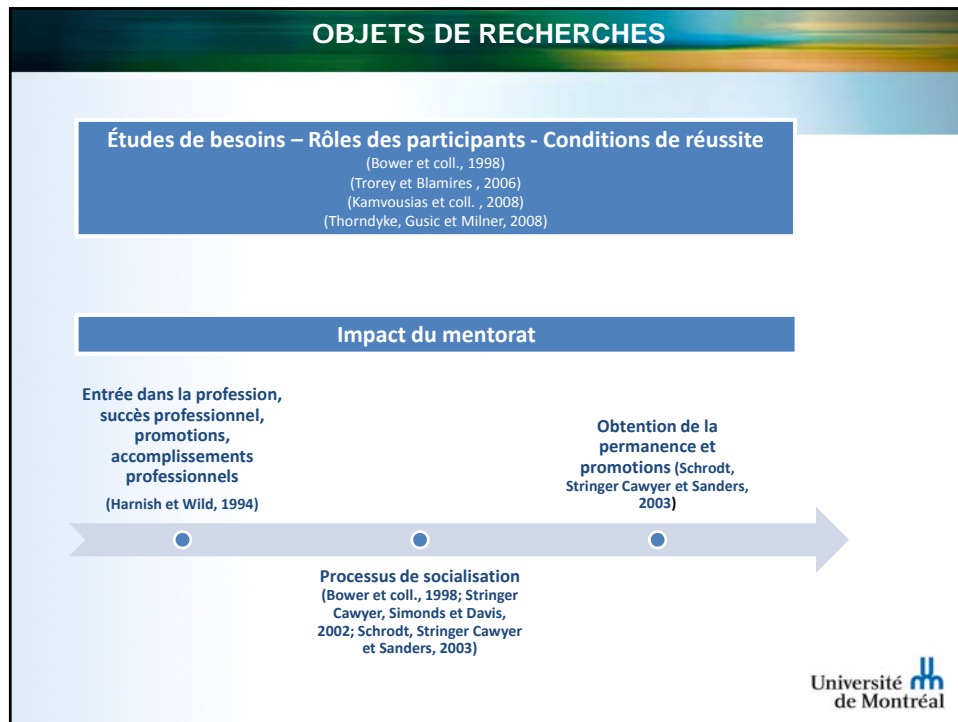 OBJETS DE RECHERCHES
Études de besoins – Rôles des participants - Conditions de réussite
(Bower et coll., 1998)
(Trorey et Blamires , 2006)
(Kamvousias et coll. , 2008)
(Thorndyke, Gusic et Milner, 2008)
Impact du mentorat
Entrée dans la profession,
succès professionnel,
promotions,
accomplissements
professionnels
(Harnish et Wild, 1994)
Processus de socialisation
(Bower et coll., 1998; Stringer
Cawyer, Simonds et Davis,
2002; Schrodt, Stringer Cawyer
et Sanders, 2003)
Obtention de la
permanence et
promotions (Schrodt,
Stringer Cawyer et Sanders,
2003)
Université
de Montréal